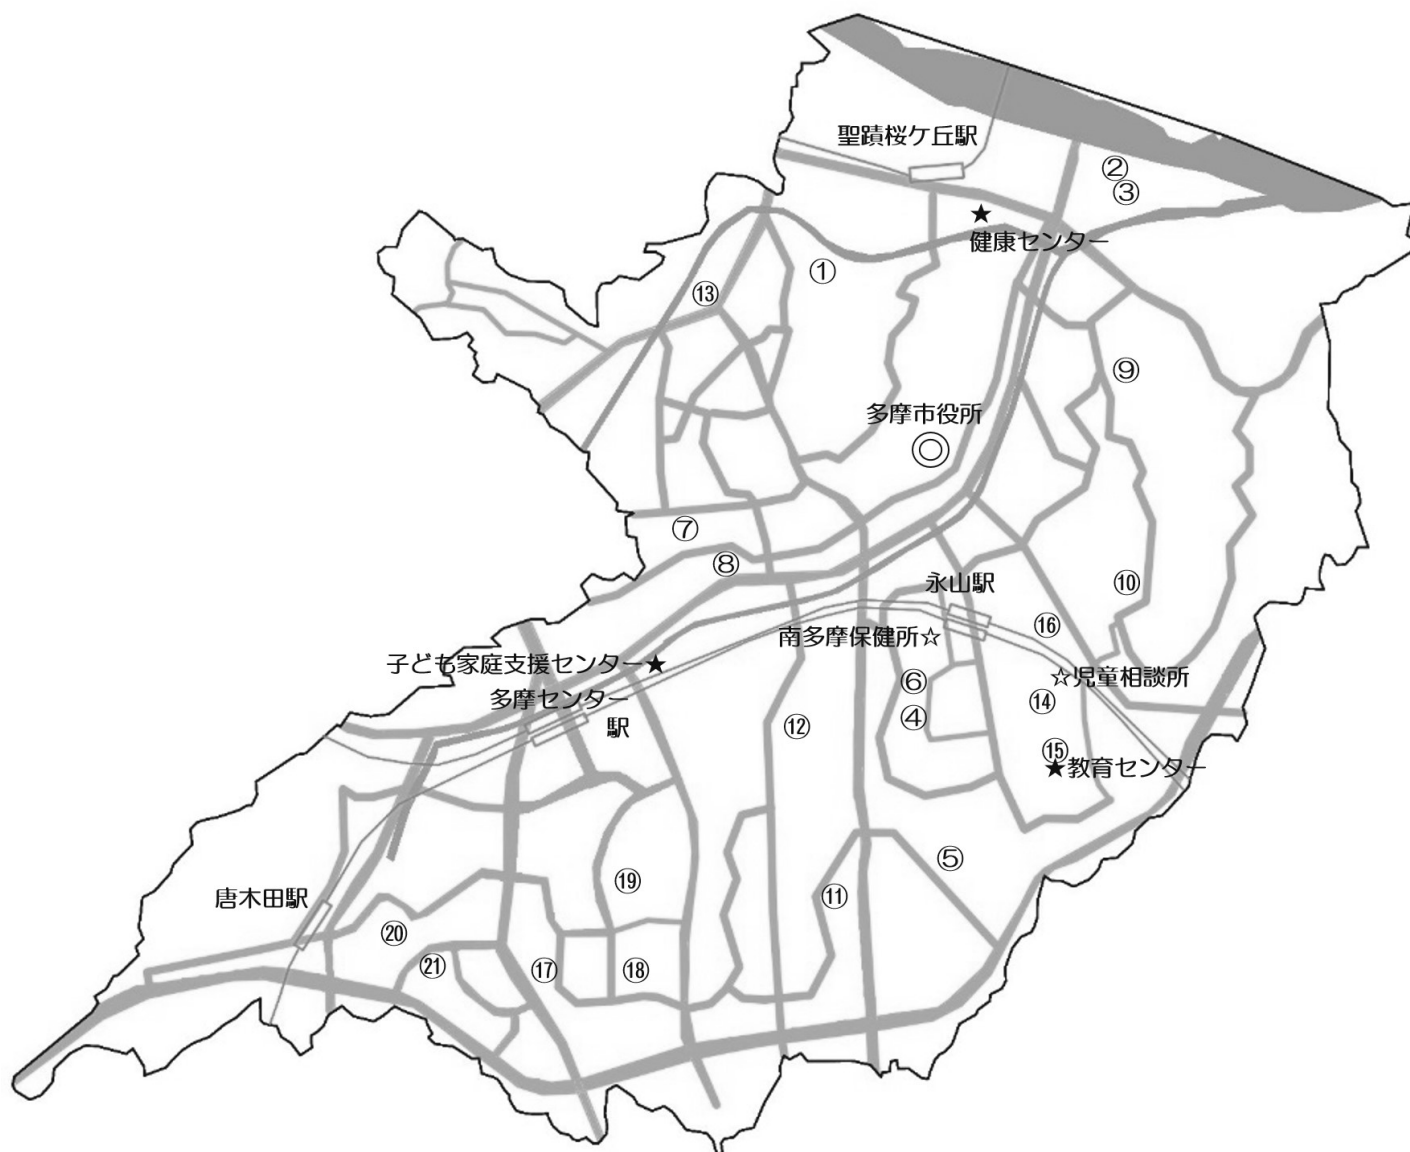 聖蹟桜ケ丘駅
②
③
★
健康センター
①
⑬
⑨
多摩市役所
◎
⑦
⑧
⑩
永山駅
⑯
南多摩保健所☆
子ども家庭支援センター★
☆児童相談所
⑥
多摩センター
駅
⑭
④
⑫
⑮
★教育センター
⑤
⑲
⑪
唐木田駅
⑳
㉑
⑰
⑱